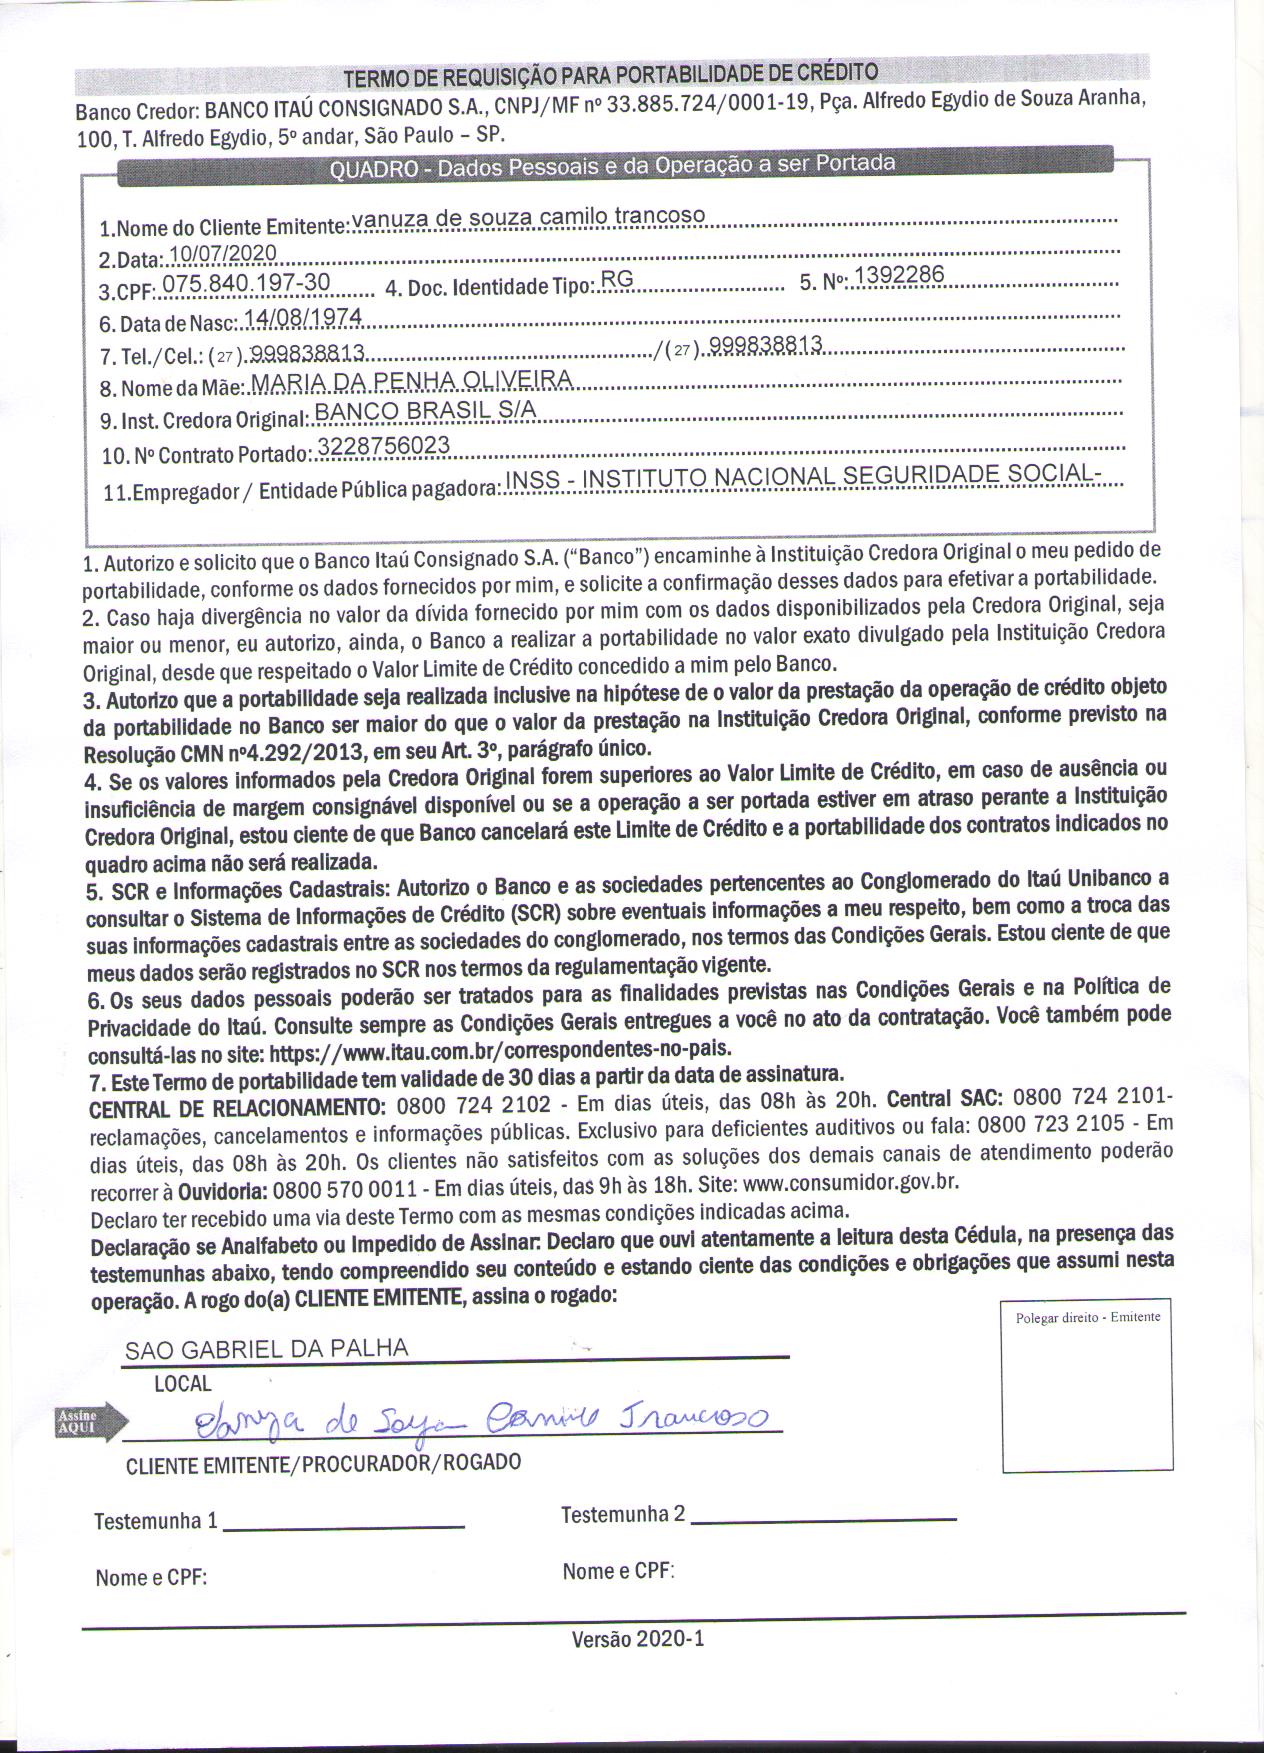 TERMO DE REQUISIÇÃO PARA PORTABILIDADE DE CRÉDITO
Banco Credor: BANCO ITAÚ CONSIGNADO S.A., CNPJ/MF nº 33.885.724/0001-19, Pça. Alfredo Egydio de Souza Aranha,
100, T. Alfredo Egydio, 5º andar, São Paulo – SP.
QUADRO - Dados Pessoais e da Operação a ser Portada
1.Nome do Cliente Emitente: vanuza de souza camilo trancoso
2.Data: 10/07/2020
3.CPF: 075.840.197-30 4. Doc. Identidade Tipo: RG 5. Nº: 1392286
6. Data de Nasc: 14/08/1974
7. Tel./Cel.: (27) 999838813 /(27) 999838813
8. Nome da Mãe: MARIA DA PENHA OLIVEIRA
9. Inst. Credora Original: BANCO BRASIL S/A
10. Nº Contrato Portado: 3228756023
11.Empregador / Entidade Pública pagadora: INSS - INSTITUTO NACIONAL SEGURIDADE SOCIAL-
1. Autorizo e solicito que o Banco Itaú Consignado S.A. (“Banco”) encaminhe à Instituição Credora Original o meu pedido de
portabilidade, conforme os dados fornecidos por mim, e solicite a confirmação desses dados para efetivar a portabilidade.
2. Caso haja divergência no valor da dívida fornecido por mim com os dados disponibilizados pela Credora Original, seja
maior ou menor, eu autorizo, ainda, o Banco a realizar a portabilidade no valor exato divulgado pela Instituição Credora
Original, desde que respeitado o Valor Limite de Crédito concedido a mim pelo Banco.
3. Autorizo que a portabilidade seja realizada inclusive na hipótese de o valor da prestação da operação de crédito objeto
da portabilidade no Banco ser maior do que o valor da prestação na Instituição Credora Original, conforme previsto na
Resolução CMN nº4.292/2013, em seu Art. 3º, parágrafo único.
4. Se os valores informados pela Credora Original forem superiores ao Valor Limite de Crédito, em caso de ausência ou
insuficiência de margem consignável disponível ou se a operação a ser portada estiver em atraso perante a Instituição
Credora Original, estou ciente de que Banco cancelará este Limite de Crédito e a portabilidade dos contratos indicados no
quadro acima não será realizada.
5. SCR e Informações Cadastrais: Autorizo o Banco e as sociedades pertencentes ao Conglomerado do Itaú Unibanco a
consultar o Sistema de Informações de Crédito (SCR) sobre eventuais informações a meu respeito, bem como a troca das
suas informações cadastrais entre as sociedades do conglomerado, nos termos das Condições Gerais. Estou ciente de que
meus dados serão registrados no SCR nos termos da regulamentação vigente.
6. Os seus dados pessoais poderão ser tratados para as finalidades previstas nas Condições Gerais e na Política de
Privacidade do Itaú. Consulte sempre as Condições Gerais entregues a você no ato da contratação. Você também pode
consultá-las no site: https://www.itau.com.br/correspondentes-no-pais.
7. Este Termo de portabilidade tem validade de 30 dias a partir da data de assinatura.
CENTRAL DE RELACIONAMENTO: 0800 724 2102 - Em dias úteis, das 08h às 20h. Central SAC: 0800 724 2101-
reclamações, cancelamentos e informações públicas. Exclusivo para deficientes auditivos ou fala: 0800 723 2105 - Em
dias úteis, das 08h às 20h. Os clientes não satisfeitos com as soluções dos demais canais de atendimento poderão
recorrer à Ouvidoria: 0800 570 0011 - Em dias úteis, das 9h às 18h. Site: www.consumidor.gov.br.
Declaro ter recebido uma via deste Termo com as mesmas condições indicadas acima.
Declaração se Analfabeto ou Impedido de Assinar: Declaro que ouvi atentamente a leitura desta Cédula, na presença das
testemunhas abaixo, tendo compreendido seu conteúdo e estando ciente das condições e obrigações que assumi nesta
operação. A rogo do(a) CLIENTE EMITENTE, assina o rogado:
Polegar direito - Emitente
SAO GABRIEL DA PALHA
LOCAL
Assine
AQUI
Vanuza de Souza Camilo Trancoso
CLIENTE EMITENTE/PROCURADOR/ROGADO
Testemunha 1 Testemunha 2
Nome e CPF: Nome e CPF:
Versão 2020-1